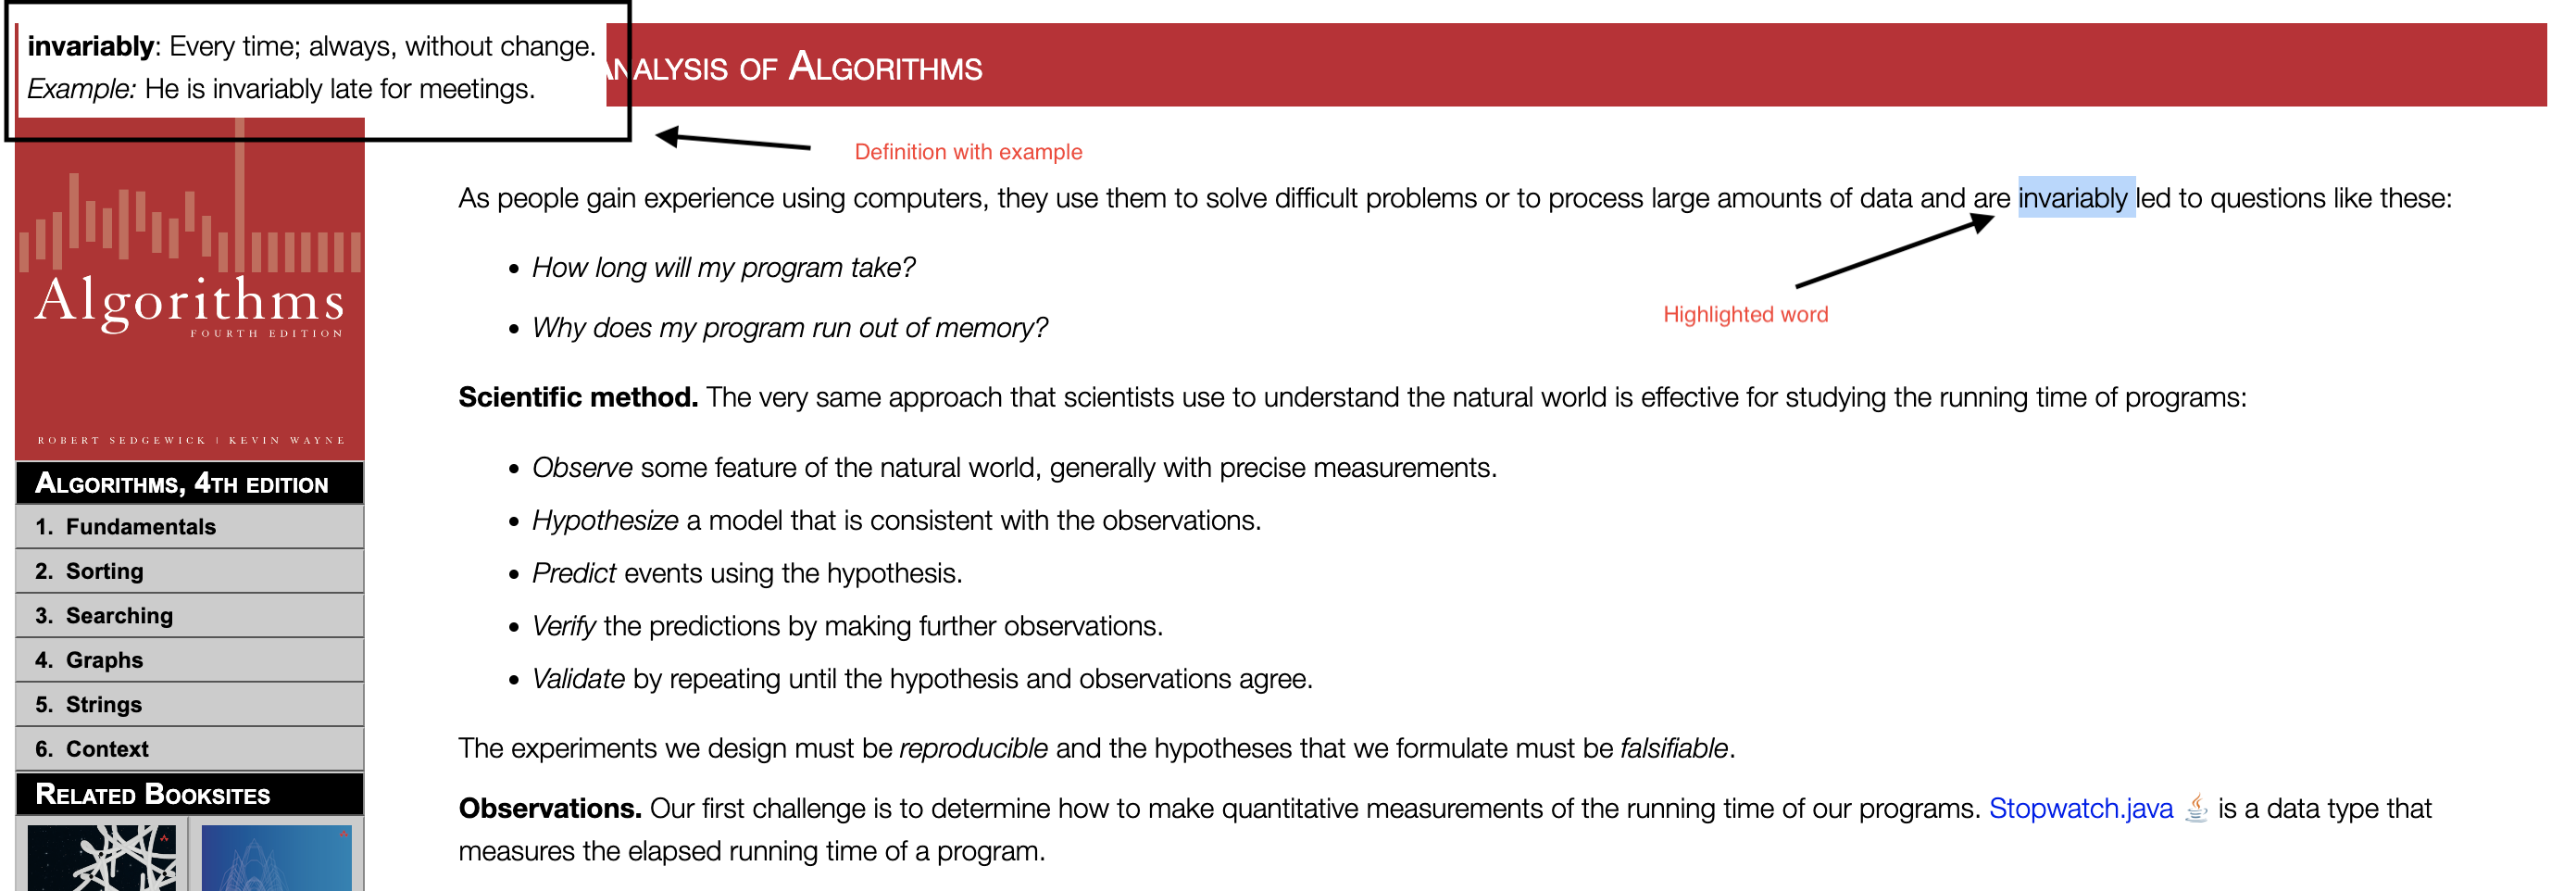 invariably: Every time; always, without change.
Example: He is invariably late for meetings.
NALYSIS OF ALGORITHMS
Definition with example
As people gain experience using computers, they use them to solve difficult problems or to process large amounts of data and are invariably led to questions like these:
• How long will my program take?
• Why does my program run out of memory?
Highlighted word
Scientific method. The very same approach that scientists use to understand the natural world is effective for studying the running time of programs:
• Observe some feature of the natural world, generally with precise measurements.
• Hypothesize a model that is consistent with the observations.
• Predict events using the hypothesis.
• Verify the predictions by making further observations.
• Validate by repeating until the hypothesis and observations agree.
The experiments we design must be reproducible and the hypotheses that we formulate must be falsifiable.
Observations. Our first challenge is to determine how to make quantitative measurements of the running time of our programs. Stopwatch.java is a data type that
measures the elapsed running time of a program.
Algorithms
FOURTH EDITION
ROBERT SEDGEWICK | KEVIN WAYNE
ALGORITHMS, 4TH EDITION
1. Fundamentals
2. Sorting
3. Searching
4. Graphs
5. Strings
6. Context
RELATED BOOKSITES